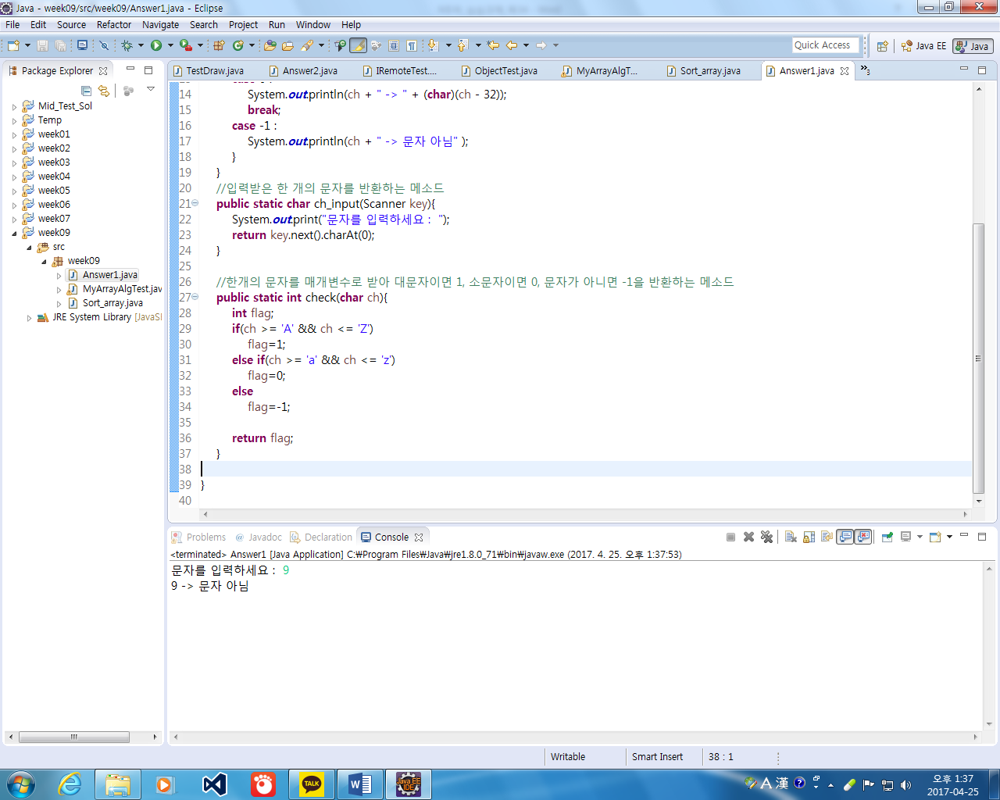 Java - week09/src/week09/Answer1.java - Eclipse
File Edit Source Refactor Navigate Search Project Run Window Help
Quick Access
Java EE
Java
Package Explorer
TestDraw.java Answer2.java IRemoteTest.... ObjectTest.java MyArrayAlgT... Sort_array.java Answer1.java
»3
Mid_Test_Sol
Temp
week01
week02
week03
week04
week05
week06
week07
week09
src
week09
Answer1.java
MyArrayAlgTest.jav
Sort_array.java
JRE System Library [JavaSI
14 System.out.println(ch + " -> " + (char)(ch - 32));
15 break;
16 case -1 :
17 System.out.println(ch + " -> 문자 아님" );
18 }
19 }
20 //입력받은 한 개의 문자를 반환하는 메소드
21 public static char ch_input(Scanner key){
22 System.out.print("문자를 입력하세요 : ");
23 return key.next().charAt(0);
24 }
25
26 //한개의 문자를 매개변수로 받아 대문자이면 1, 소문자이면 0, 문자가 아니면 -1을 반환하는 메소드
27 public static int check(char ch){
28 int flag;
29 if(ch >= 'A' && ch <= 'Z')
30 flag=1;
31 else if(ch >= 'a' && ch <= 'z')
32 flag=0;
33 else
34 flag=-1;
35
36 return flag;
37 }
38
39 }
40
Problems @ Javadoc Declaration Console
<terminated> Answer1 [Java Application] C:₩Program Files₩Java₩jre1.8.0_71₩bin₩javaw.exe (2017. 4. 25. 오후 1:37:53)
문자를 입력하세요 : 9
9 -> 문자 아님
Writable Smart Insert 38 : 1
TALK
W
Java EE
IDE
A 漢
오후 1:37
2017-04-25